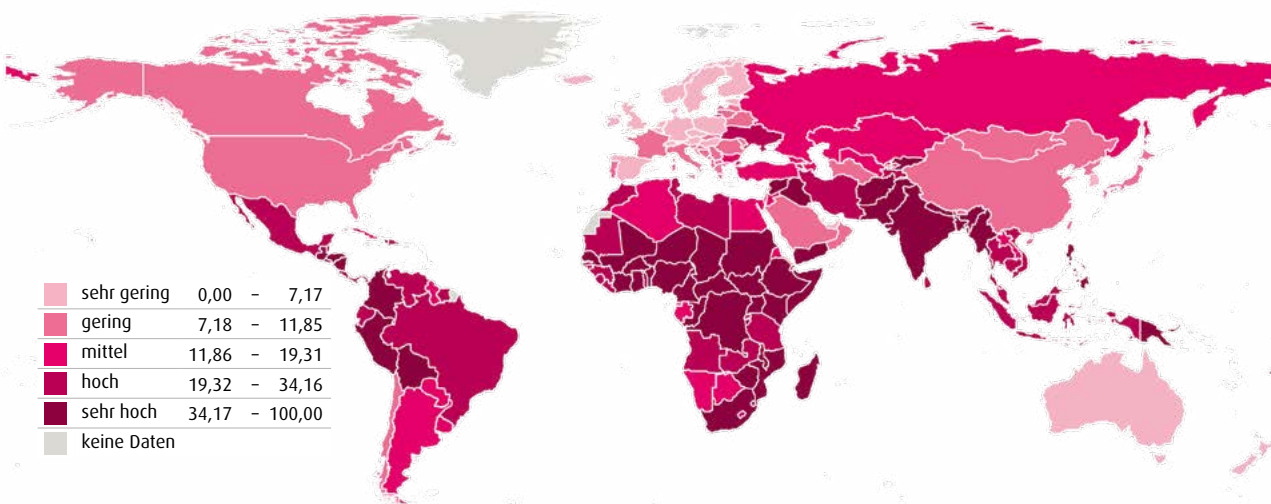 sehr gering 0,00 – 7,17
gering 7,18 – 11,85
mittel 11,86 – 19,31
hoch 19,32 – 34,16
sehr hoch 34,17 – 100,00
keine Daten